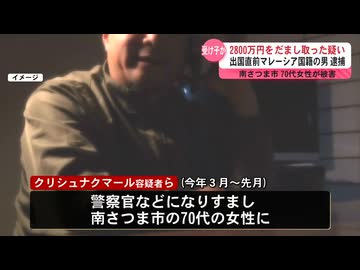 イメージ
受け子か
2800万円をだまし取った疑い
出国直前マレーシア国籍の男 逮捕
南さつま市 70代女性が被害
クリシュナクマール容疑者ら (今年3月～先月)
警察官などになりすまし
南さつま市の70代の女性に